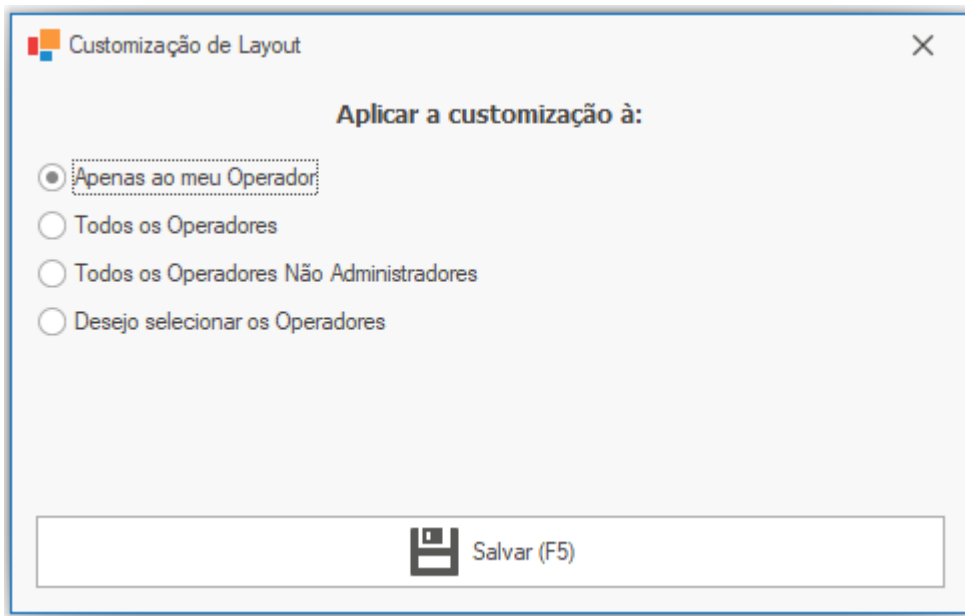 Customização de Layout
Aplicar a customização à:
Apenas ao meu Operador
Todos os Operadores
Todos os Operadores Não Administradores
Desejo selecionar os Operadores
Salvar (F5)